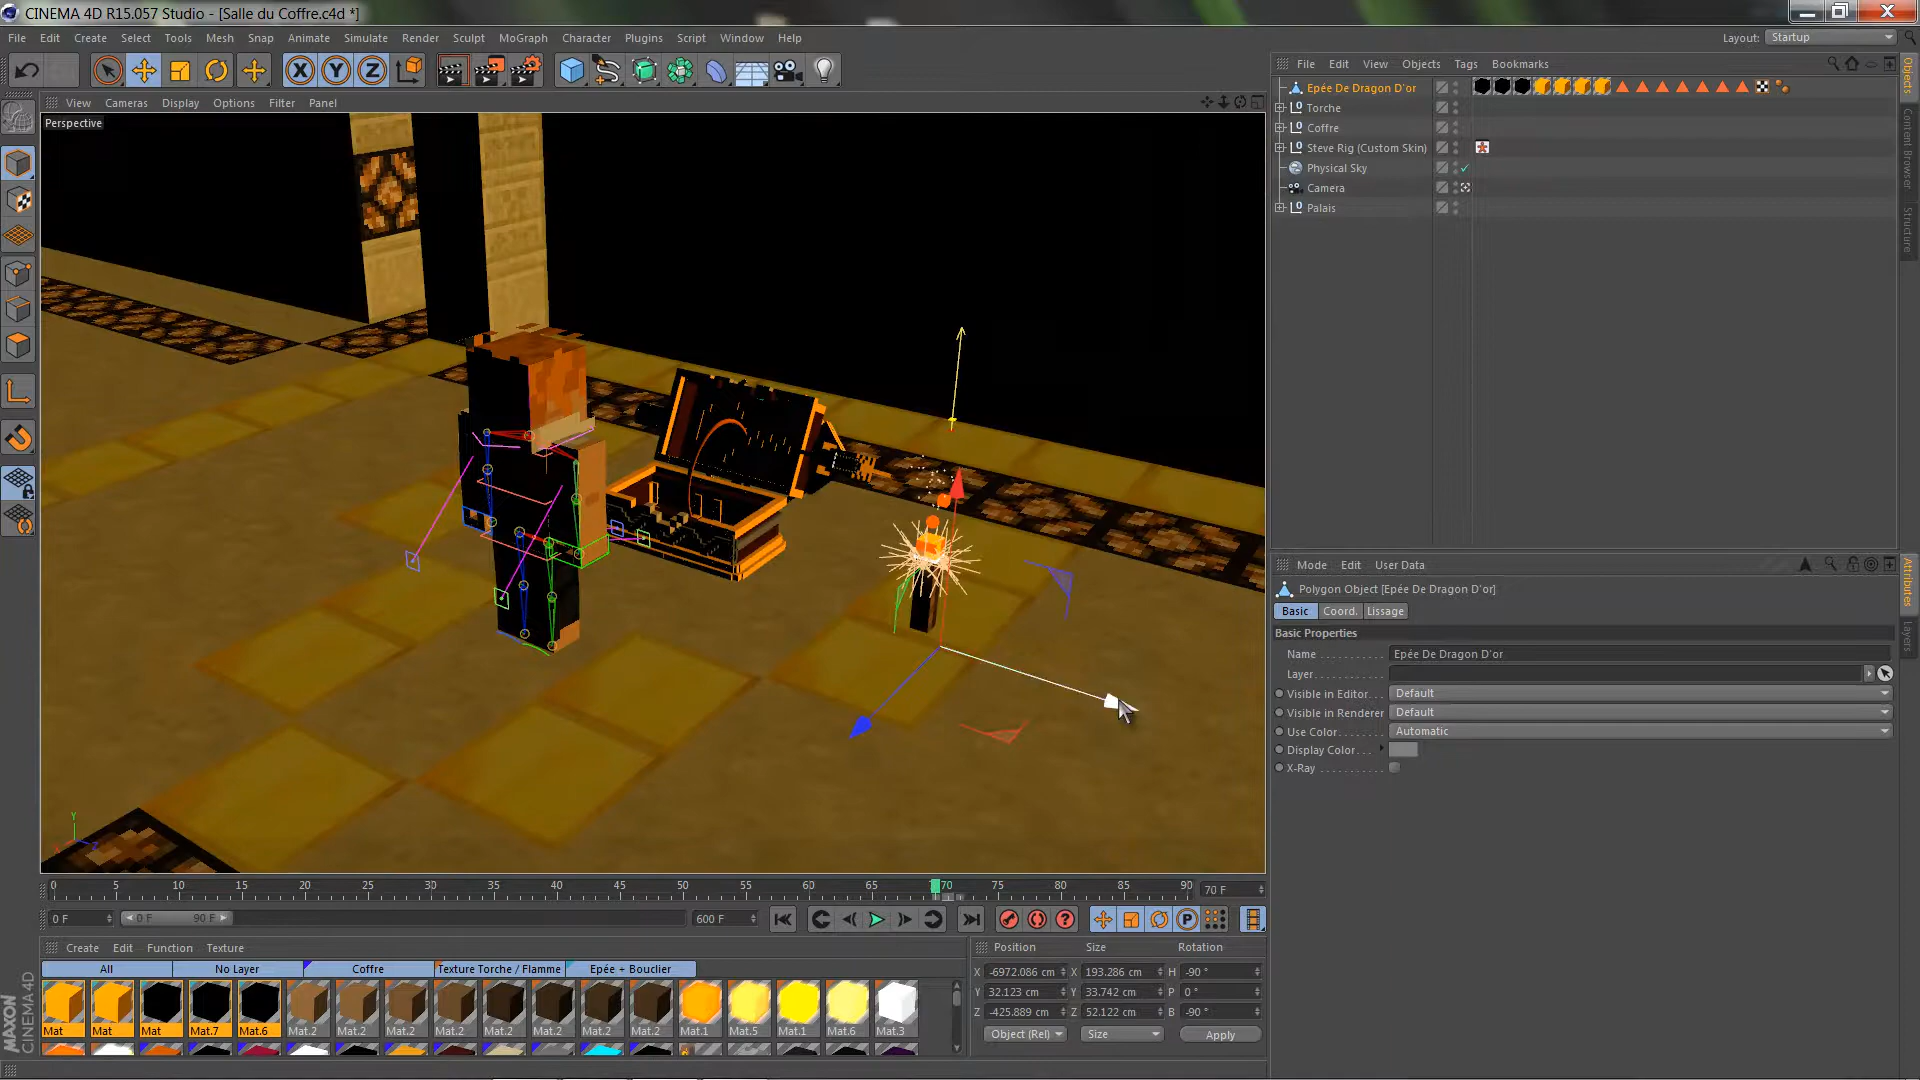 CINEMA 4D R15.057 Studio - [Salle du Coffre.c4d *]
File Edit Create Select Tools Mesh Snap Animate Simulate Render Sculpt MoGraph Character Plugins Script Window Help
Layout: Startup
X Y Z
View Cameras Display Options Filter Panel
Perspective
File Edit View Objects Tags Bookmarks
Epée De Dragon D'or
Torche
Coffre
Steve Rig (Custom Skin)
Physical Sky
Camera
Palais
Objects
Content Browser
Structure
Mode Edit User Data
Polygon Object [Epée De Dragon D'or]
Basic Coord. Lissage
Basic Properties
Name Epée De Dragon D'or
Layer
Visible in Editor Default
Visible in Renderer Default
Use Color Automatic
Display Color
X-Ray
Attributes
Layers
Y
Z
0 5 10 15 20 25 30 35 40 45 50 55 60 65 70 75 80 85 90
70 F
0 F
0 F 90 F
600 F
P
Create Edit Function Texture
All No Layer Coffre Texture Torche / Flamme Epée + Bouclier
Mat Mat Mat Mat.7 Mat.6 Mat.2 Mat.2 Mat.2 Mat.2 Mat.2 Mat.2 Mat.2 Mat.2 Mat.1 Mat.5 Mat.1 Mat.6 Mat.3
Position Size Rotation
X -6972.086 cm X 193.286 cm H -90 °
Y 32.123 cm Y 33.742 cm P 0 °
Z -425.889 cm Z 52.122 cm B -90 °
Object (Rel) Size Apply
MAXON
CINEMA4D